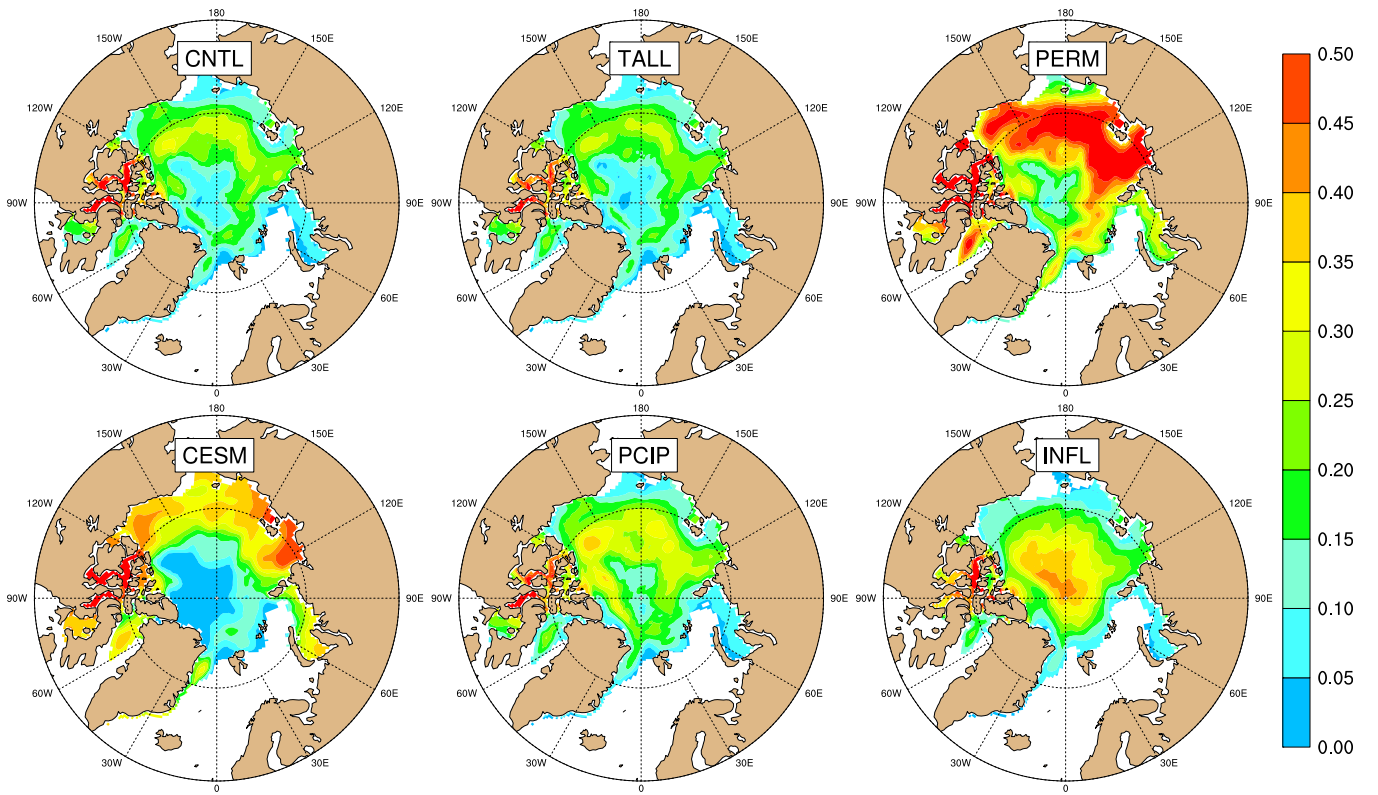 180
150W
150E
CNTL
120W
120E
90W
90E
60W
60E
30W
30E
0
180
150W
150E
TALL
120W
120E
90W
90E
60W
60E
30W
30E
0
180
150W
150E
PERM
120W
120E
90W
90E
60W
60E
30W
30E
0
180
150W
150E
CESM
120W
120E
90W
90E
60W
60E
30W
30E
0
180
150W
150E
PCIP
120W
120E
90W
90E
60W
60E
30W
30E
0
180
150W
150E
INFL
120W
120E
90W
90E
60W
60E
30W
30E
0
0.50
0.45
0.40
0.35
0.30
0.25
0.20
0.15
0.10
0.05
0.00